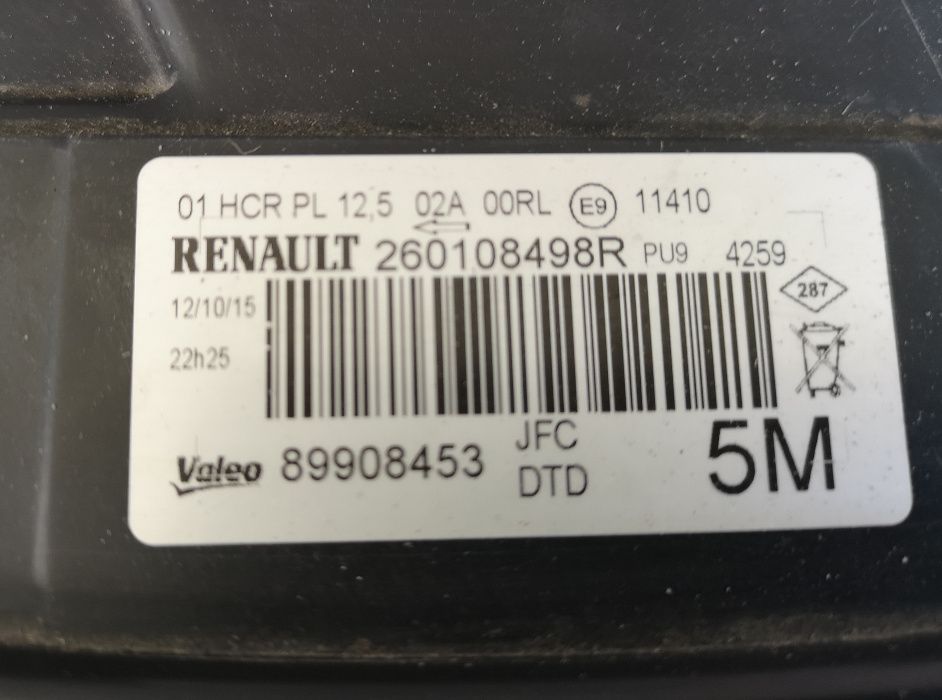 01 HCR PL 12,5 02A 00RL E9 11410
RENAULT 260108498R PU9 4259
12/10/15
287
22h25
Valeo 89908453 JFC
DTD
5M